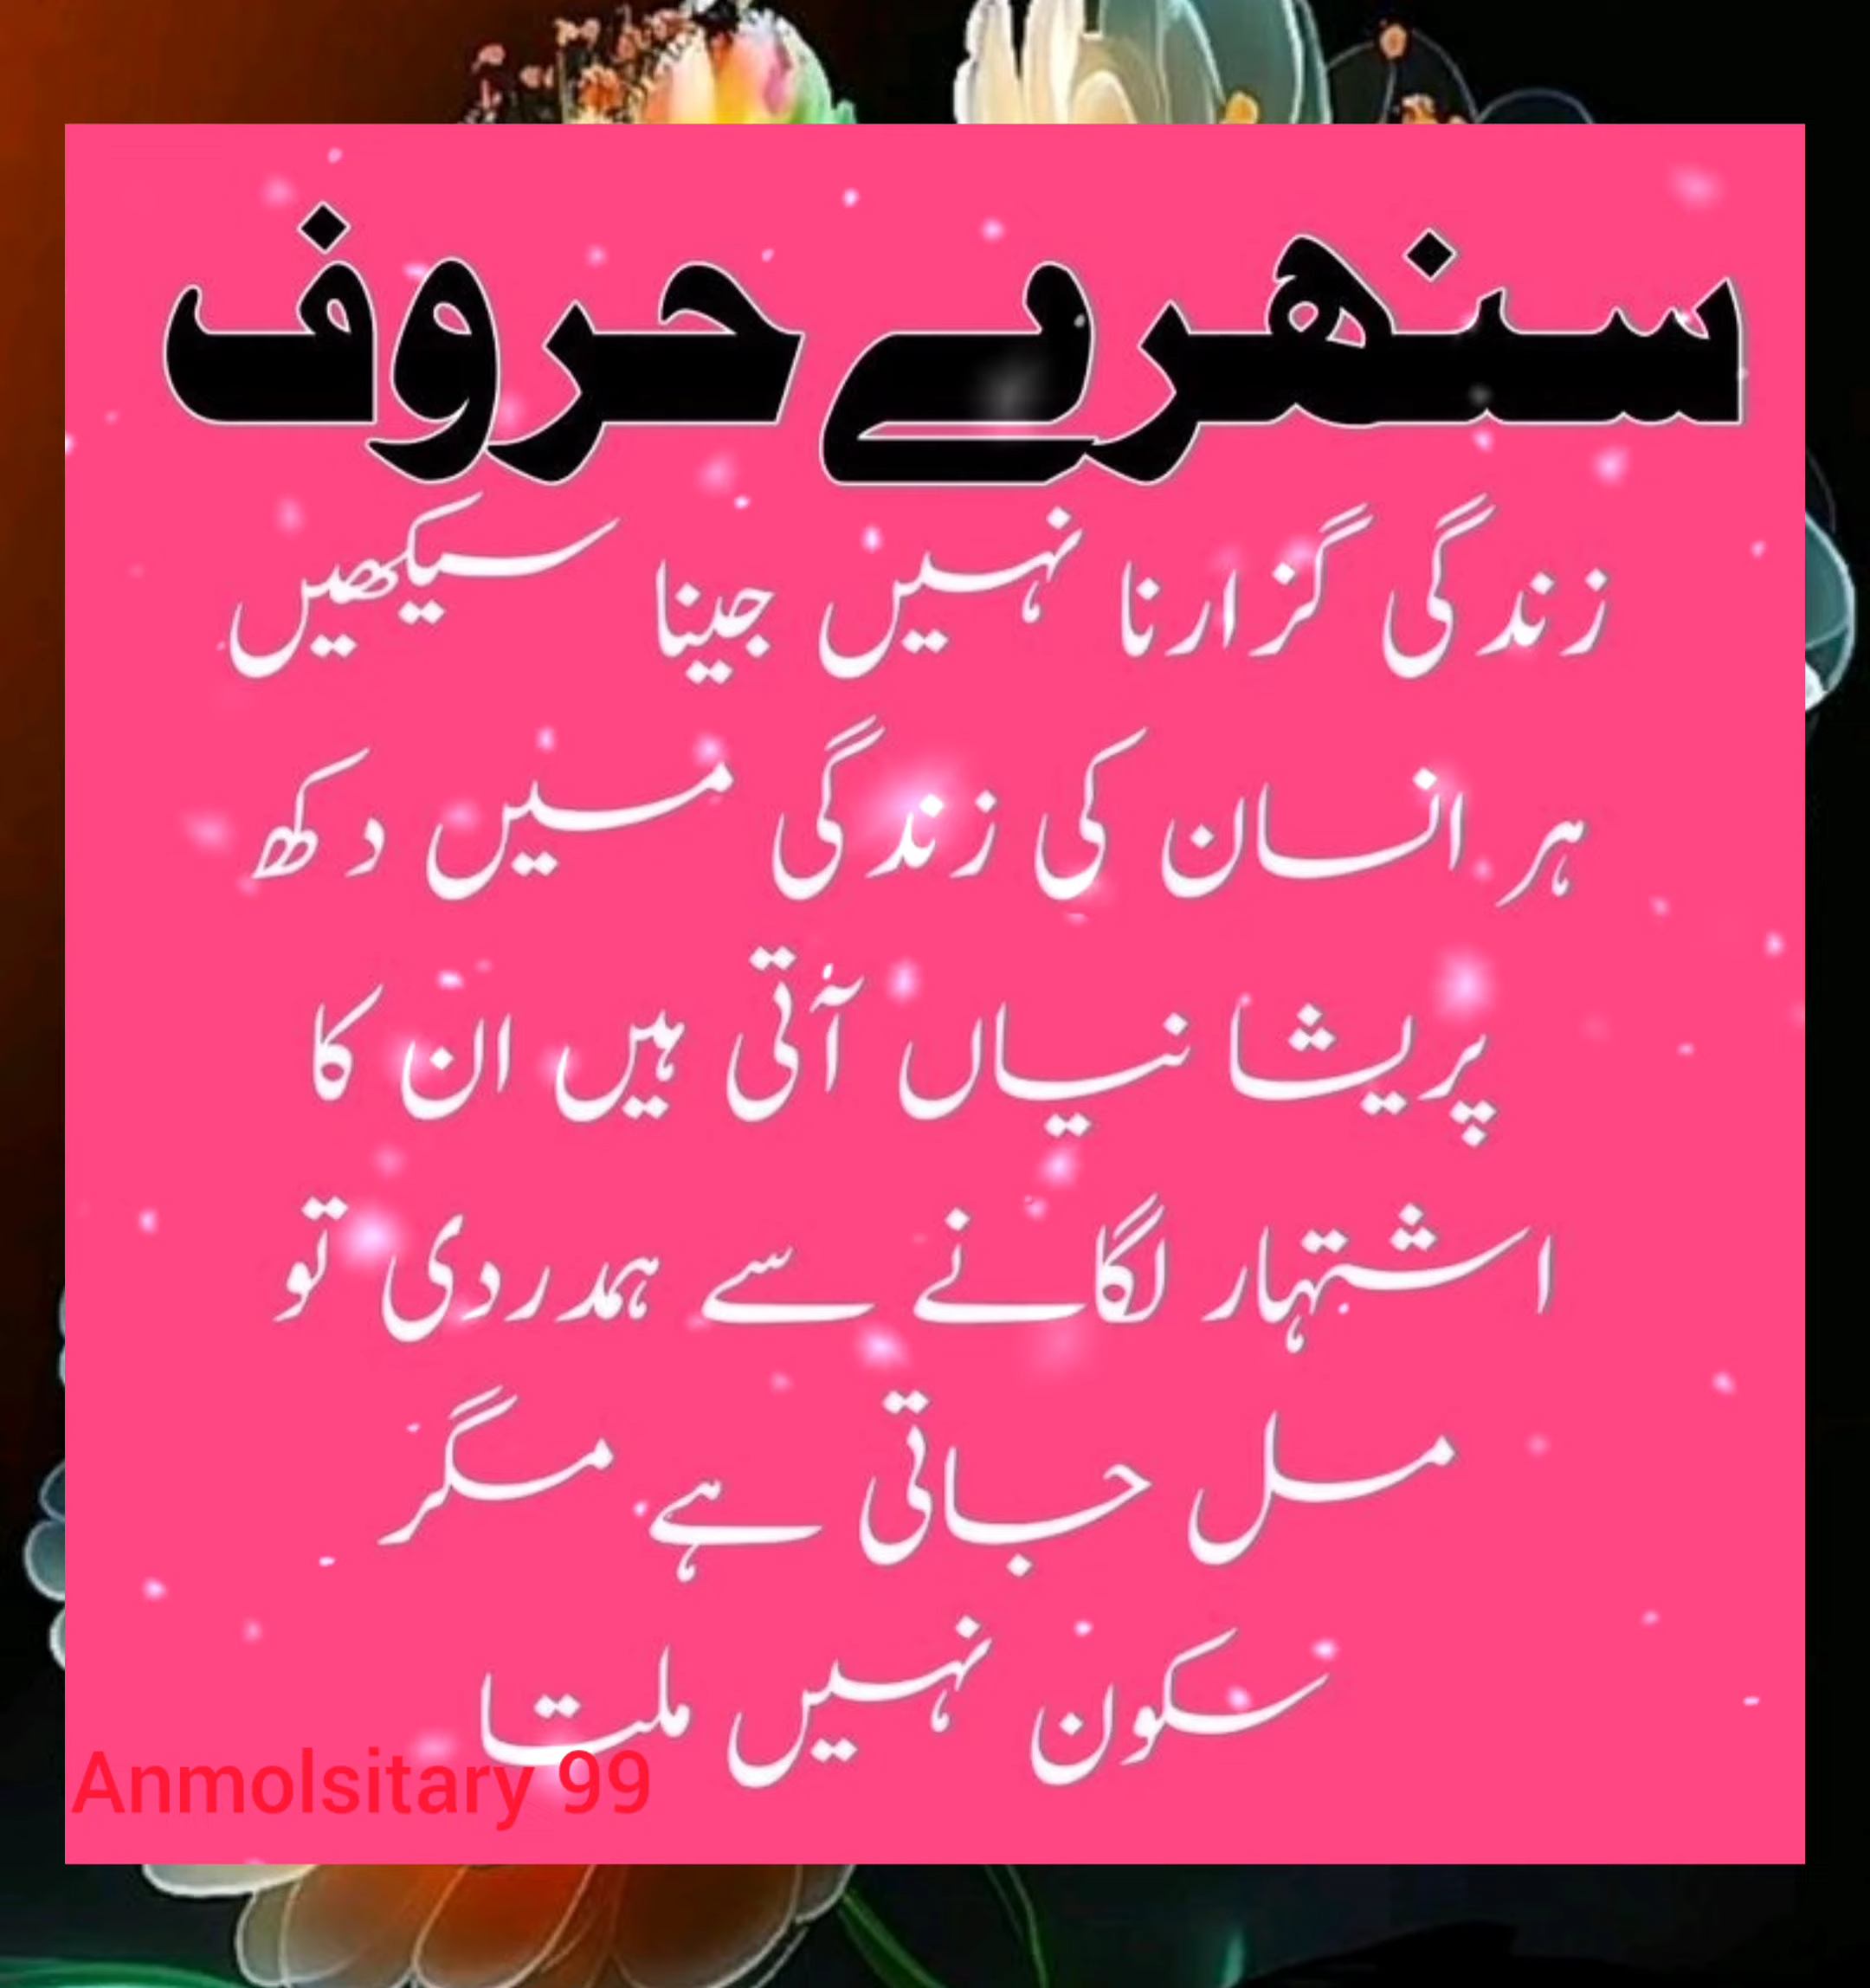 سنہرے حروف
زندگی گزارنا نہیں جینا سیکھیں
ہر انسان کی زندگی میں دکھ
پریشانیاں آتی ہیں ان کا
اشتہار لگانے سے ہمدردی تو
مل جاتی ہے مگر
سکون نہیں ملتا
Anmolsitary 99